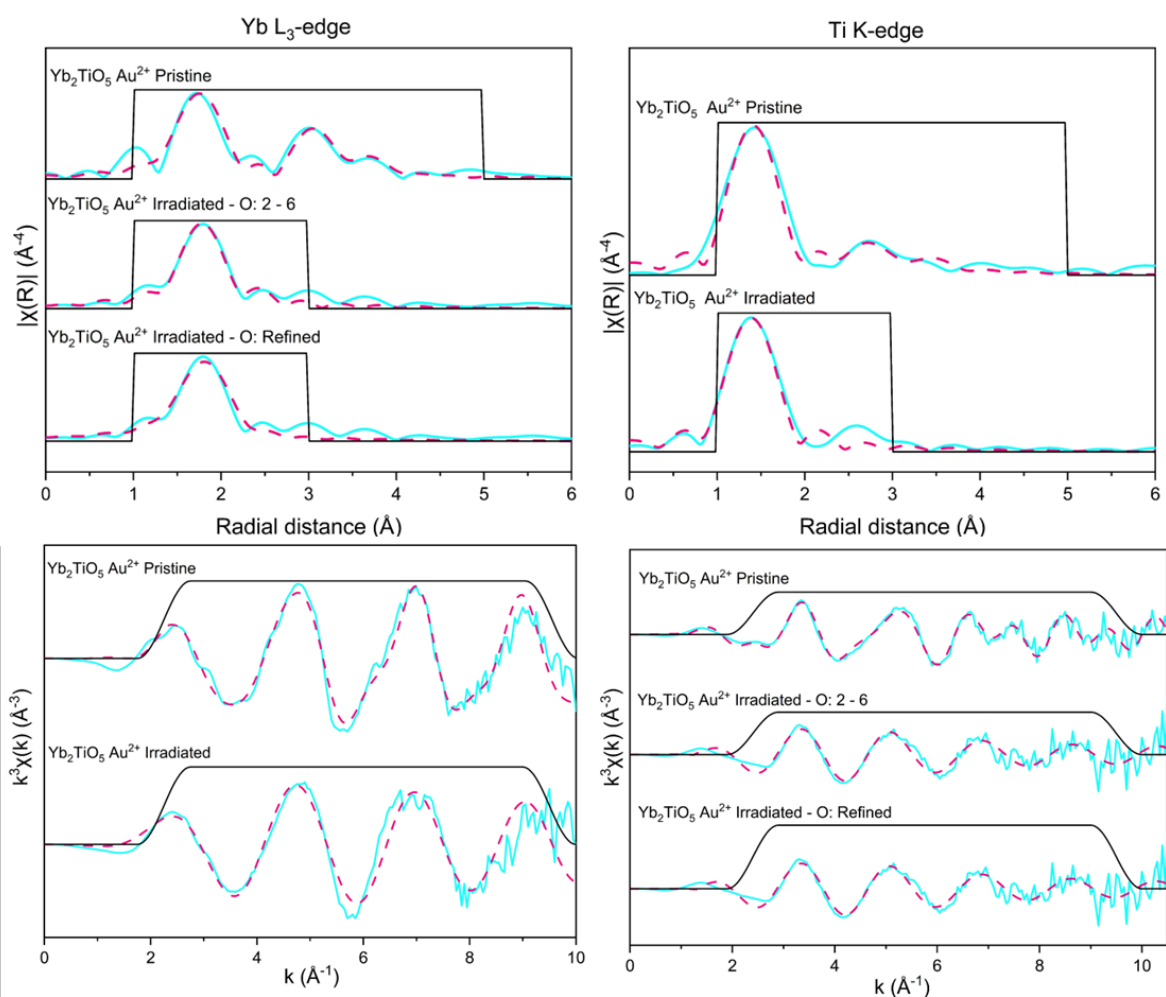 Yb L₃-edge
Yb₂TiO₅ Au²⁺ Pristine
Yb₂TiO₅ Au²⁺ Irradiated - O: 2 - 6
Yb₂TiO₅ Au²⁺ Irradiated - O: Refined
|χ(R)| (Å⁻⁴)
0 1 2 3 4 5 6
Radial distance (Å)
Ti K-edge
Yb₂TiO₅ Au²⁺ Pristine
Yb₂TiO₅ Au²⁺ Irradiated
|χ(R)| (Å⁻⁴)
0 1 2 3 4 5 6
Radial distance (Å)
Yb₂TiO₅ Au²⁺ Pristine
Yb₂TiO₅ Au²⁺ Irradiated
k³χ(k) (Å⁻³)
0 2 4 6 8 10
k (Å⁻¹)
Yb₂TiO₅ Au²⁺ Pristine
Yb₂TiO₅ Au²⁺ Irradiated - O: 2 - 6
Yb₂TiO₅ Au²⁺ Irradiated - O: Refined
k³χ(k) (Å⁻³)
0 2 4 6 8 10
k (Å⁻¹)